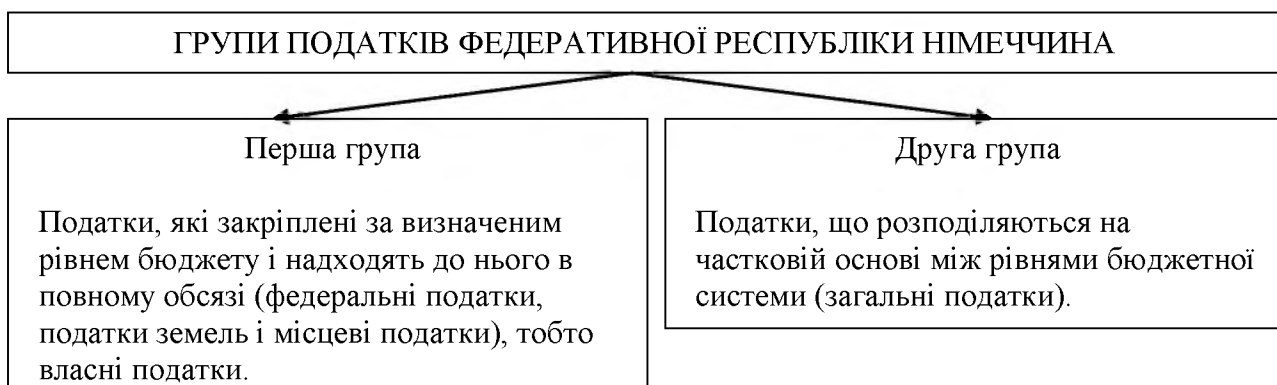 ГРУПИ ПОДАТКІВ ФЕДЕРАТИВНОЇ РЕСПУБЛІКИ НІМЕЧЧИНА
Перша група
Податки, які закріплені за визначеним
рівнем бюджету і надходять до нього в
повному обсязі (федеральні податки,
податки земель і місцеві податки), тобто
власні податки.
Друга група
Податки, що розподіляються на
частковій основі між рівнями бюджетної
системи (загальні податки).